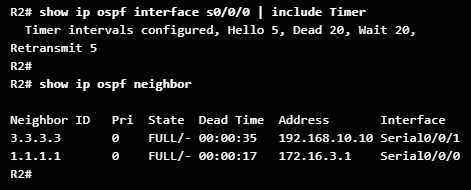 R2# show ip ospf interface s0/0/0 | include Timer
Timer intervals configured, Hello 5, Dead 20, Wait 20,
Retransmit 5
R2#
R2# show ip ospf neighbor
Neighbor ID Pri State Dead Time Address Interface
3.3.3.3 0 FULL/- 00:00:35 192.168.10.10 Serial0/0/1
1.1.1.1 0 FULL/- 00:00:17 172.16.3.1 Serial0/0/0
R2#